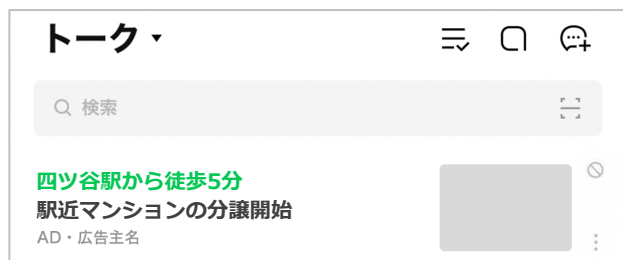 トーク
検索
四ツ谷駅から徒歩5分
駅近マンションの分譲開始
AD・広告主名